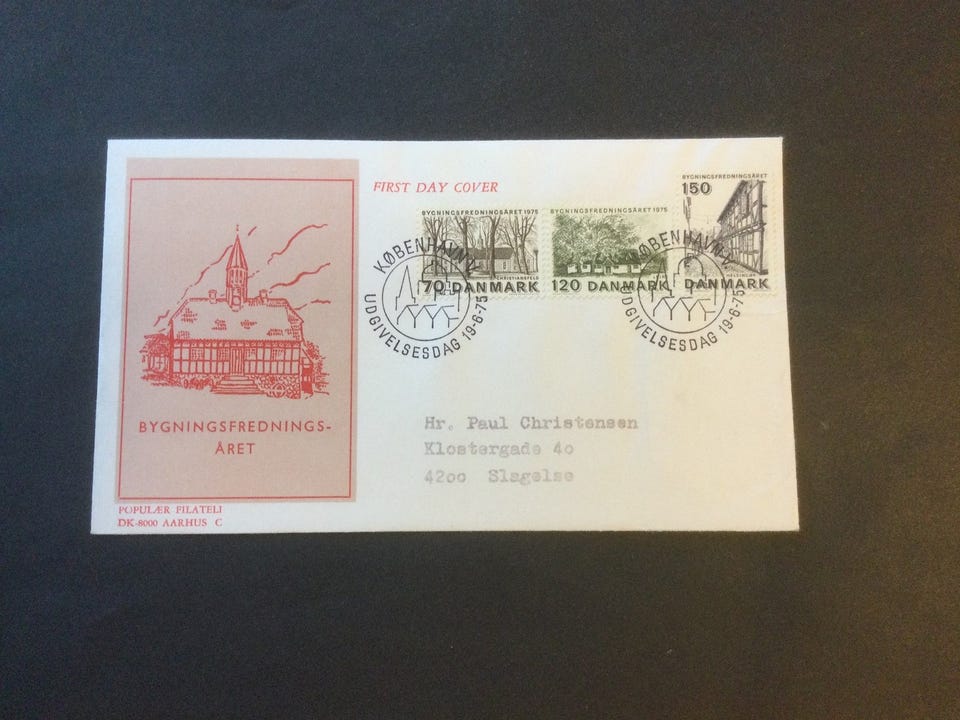 FIRST DAY COVER
BYGNINGSFREDNINGSÅRET 1975
CHRISTIANSFELD
70 DANMARK
BYGNINGSFREDNINGSÅRET 1975
120 DANMARK
BYGNINGSFREDNINGSÅRET
150
HELSINGØR
DANMARK
KØBENHAVN V.
UDGIVELSESDAG 19-6-75
KØBENHAVN V.
UDGIVELSESDAG 19-6-75
BYGNINGSFREDNINGS-
ÅRET
Hr. Paul Christensen
Klostergade 4o
42oo Slagelse
POPULÆR FILATELI
DK-8000 AARHUS C